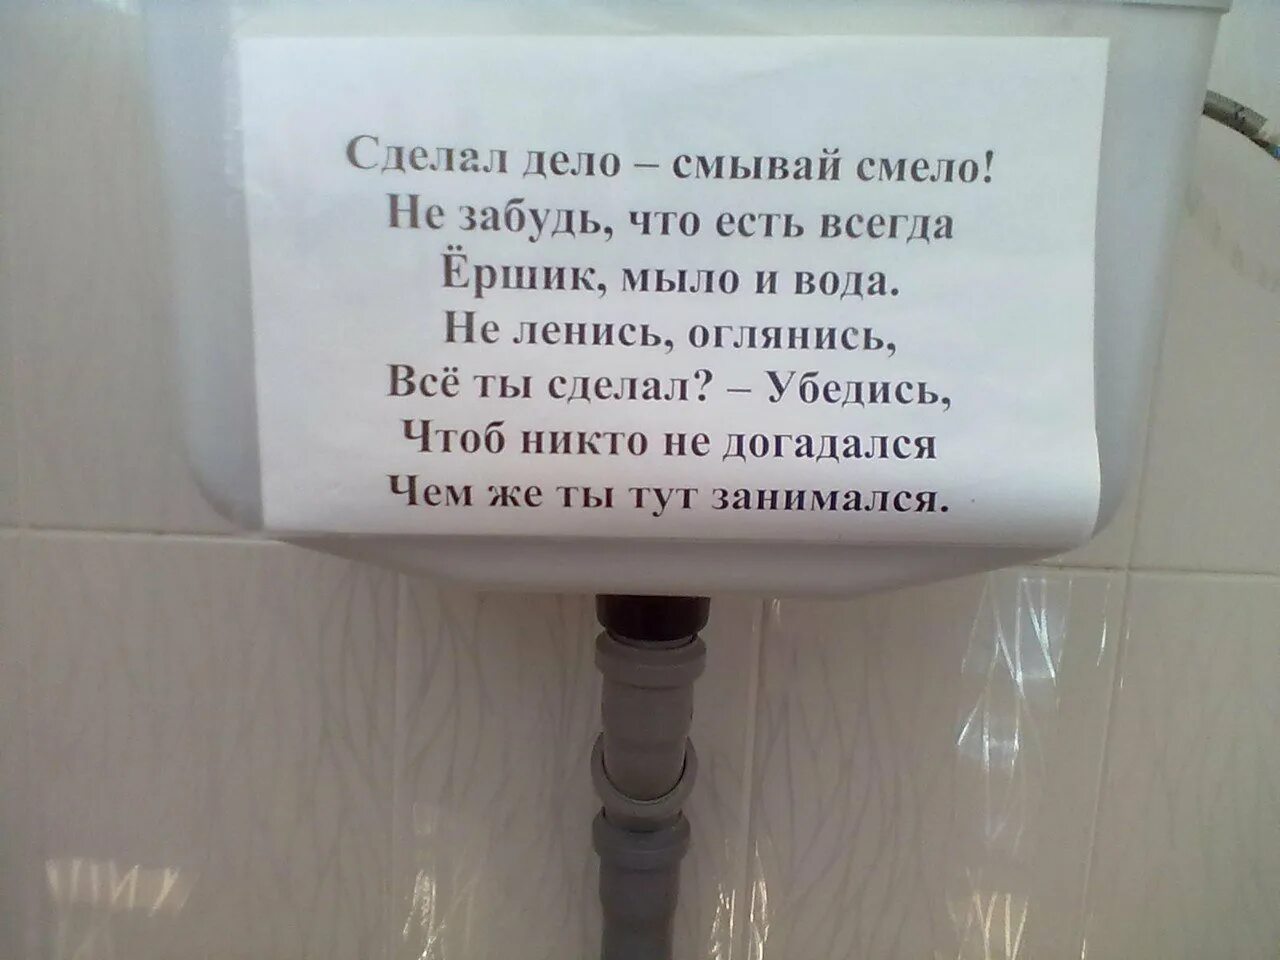 Сделал дело – смывай смело!
Не забудь, что есть всегда
Ёршик, мыло и вода.
Не ленись, оглянись,
Всё ты сделал? – Убедись,
Чтоб никто не догадался
Чем же ты тут занимался.